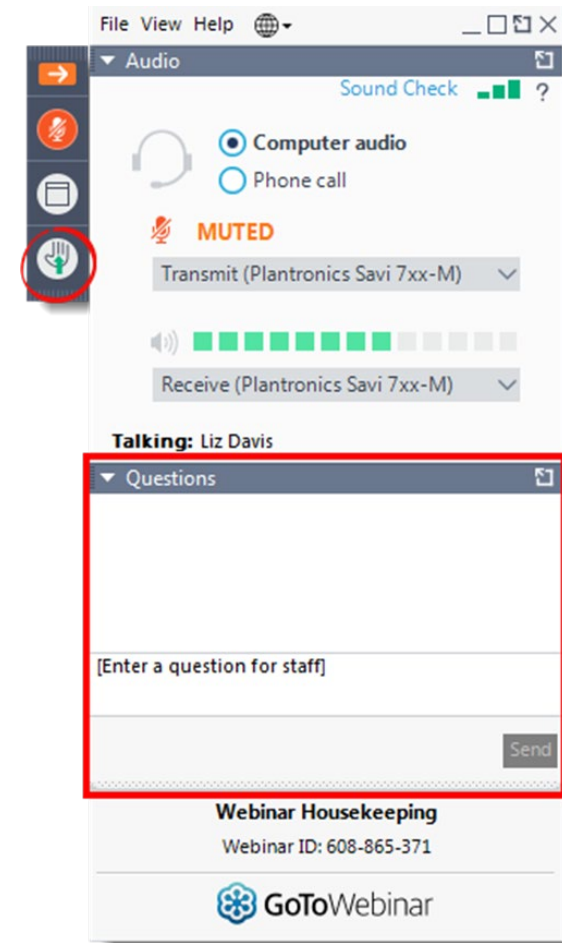 File View Help
Audio
Sound Check ?
Computer audio
Phone call
MUTED
Transmit (Plantronics Savi 7xx-M)
Receive (Plantronics Savi 7xx-M)
Talking: Liz Davis
Questions
[Enter a question for staff]
Send
Webinar Housekeeping
Webinar ID: 608-865-371
GoToWebinar